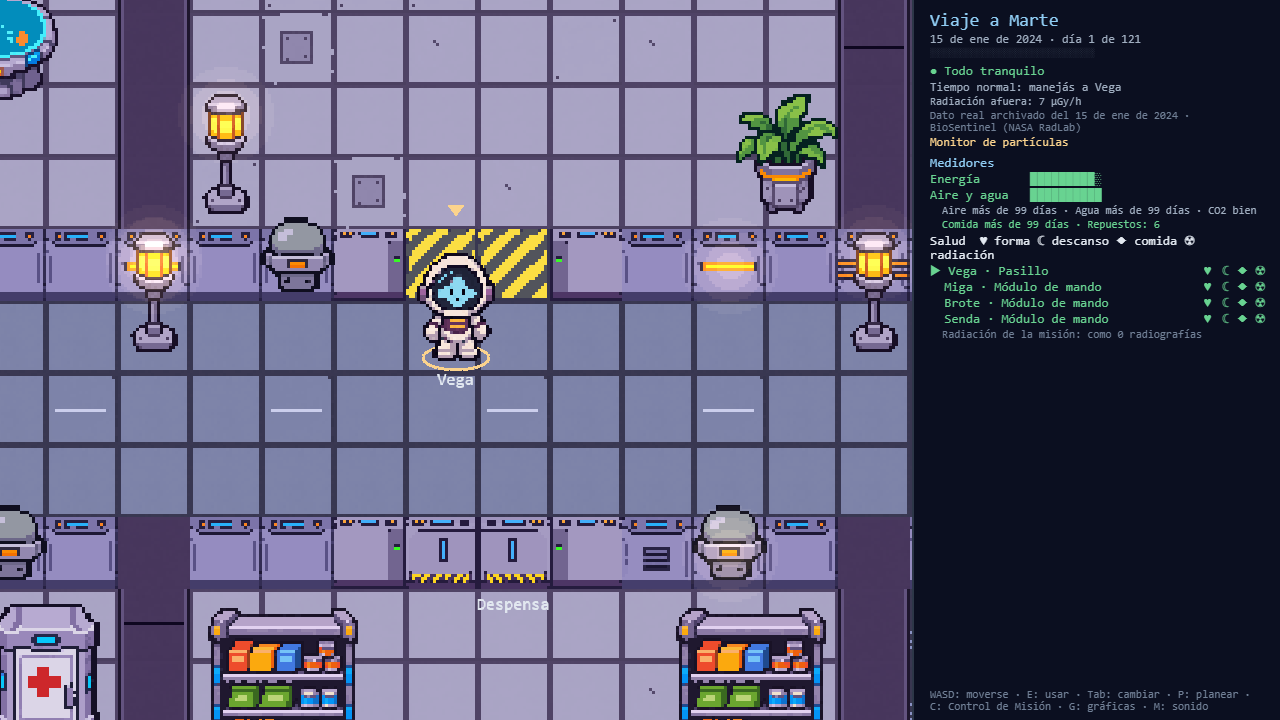 Viaje a Marte
15 de ene de 2024 · día 1 de 121
● Todo tranquilo
Tiempo normal: manejás a Vega
Radiación afuera: 7 µGy/h
Dato real archivado del 15 de ene de 2024 ·
BioSentinel (NASA RadLab)
Monitor de partículas
Medidores
Energía
Aire y agua
Aire más de 99 días · Agua más de 99 días · CO2 bien
Comida más de 99 días · Repuestos: 6
Salud ♥ forma ☾ descanso ◆ comida ☢
radiación
▶ Vega · Pasillo ♥ ☾ ◆ ☢
Miga · Módulo de mando ♥ ☾ ◆ ☢
Brote · Módulo de mando ♥ ☾ ◆ ☢
Senda · Módulo de mando ♥ ☾ ◆ ☢
Radiación de la misión: como 0 radiografías
Vega
Despensa
WASD: moverse · E: usar · Tab: cambiar · P: planear ·
C: Control de Misión · G: gráficas · M: sonido